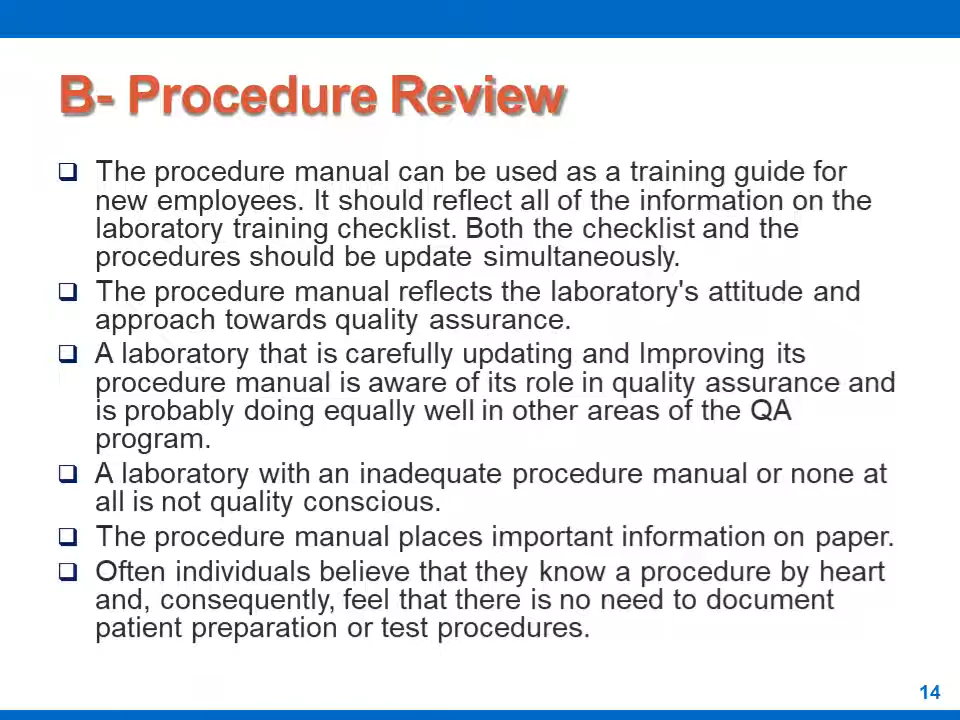 B- Procedure Review
❑ The procedure manual can be used as a training guide for
new employees. It should reflect all of the information on the
laboratory training checklist. Both the checklist and the
procedures should be update simultaneously.
❑ The procedure manual reflects the laboratory's attitude and
approach towards quality assurance.
❑ A laboratory that is carefully updating and Improving its
procedure manual is aware of its role in quality assurance and
is probably doing equally well in other areas of the QA
program.
❑ A laboratory with an inadequate procedure manual or none at
all is not quality conscious.
❑ The procedure manual places important information on paper.
❑ Often individuals believe that they know a procedure by heart
and, consequently, feel that there is no need to document
patient preparation or test procedures.
14